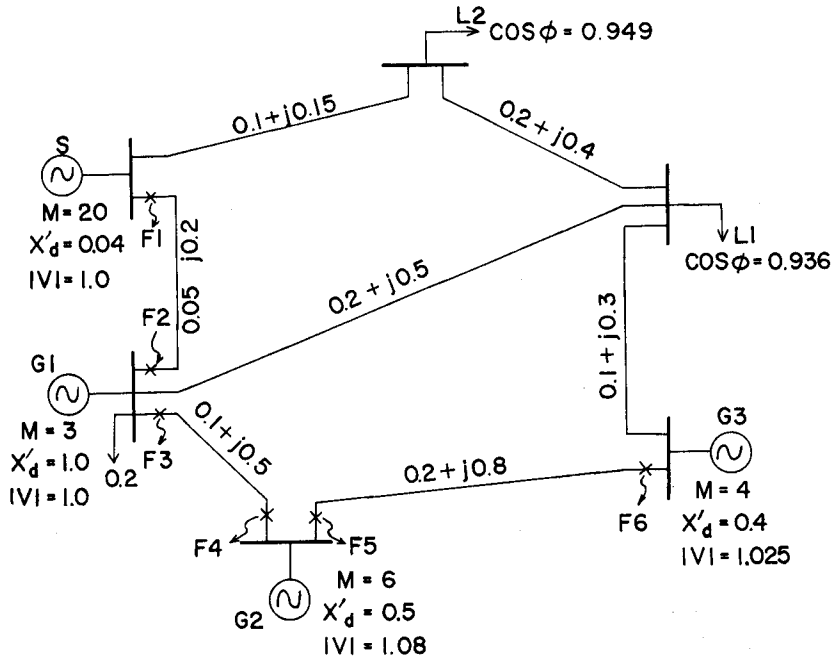 L2
COS φ = 0.949
0.1+j0.15
0.2+j0.4
S
M = 20
X'd = 0.04
|V| = 1.0
F1
0.05 j0.2
L1
COS φ = 0.936
0.2 + j0.5
F2
0.1 + j0.3
G1
M = 3
X'd = 1.0
|V| = 1.0
0.2
F3
0.1+j0.5
G3
0.2+j0.8
M = 4
X'd = 0.4
|V| = 1.025
F6
F4
F5
G2
M = 6
X'd = 0.5
|V| = 1.08